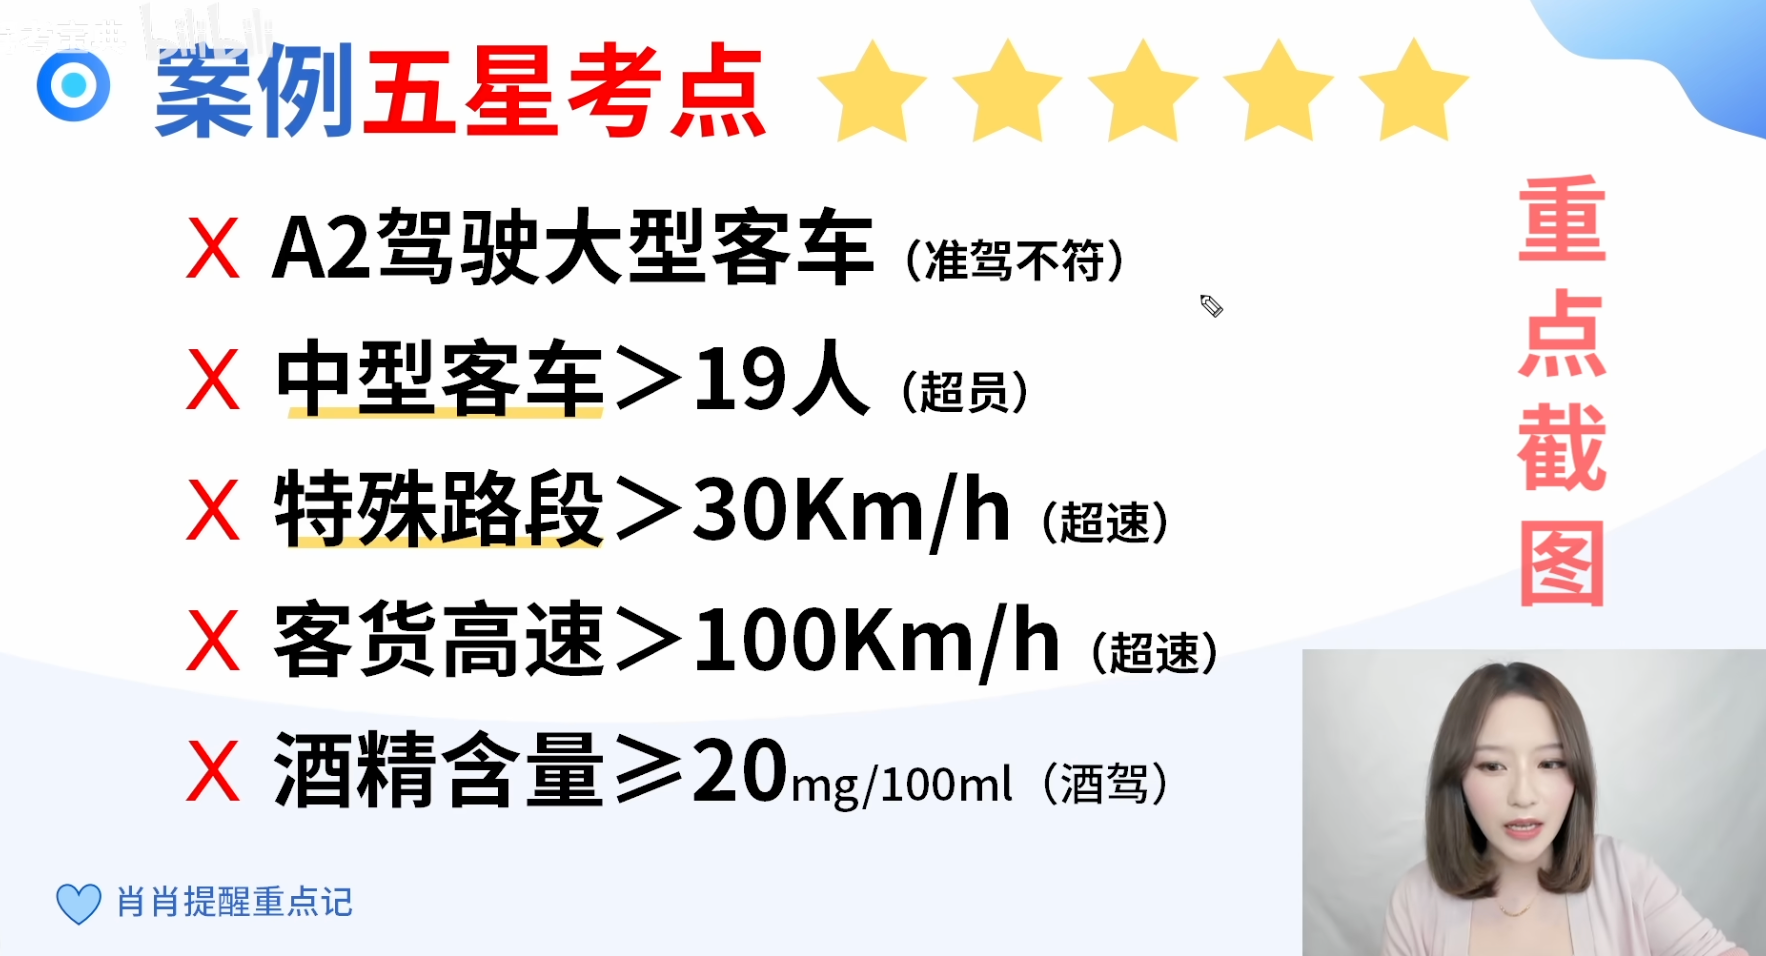 bilibili
案例五星考点
X A2驾驶大型客车（准驾不符）
X 中型客车＞19人（超员）
X 特殊路段＞30Km/h（超速）
X 客货高速＞100Km/h（超速）
X 酒精含量≥20mg/100ml（酒驾）
重点截图
肖肖提醒重点记